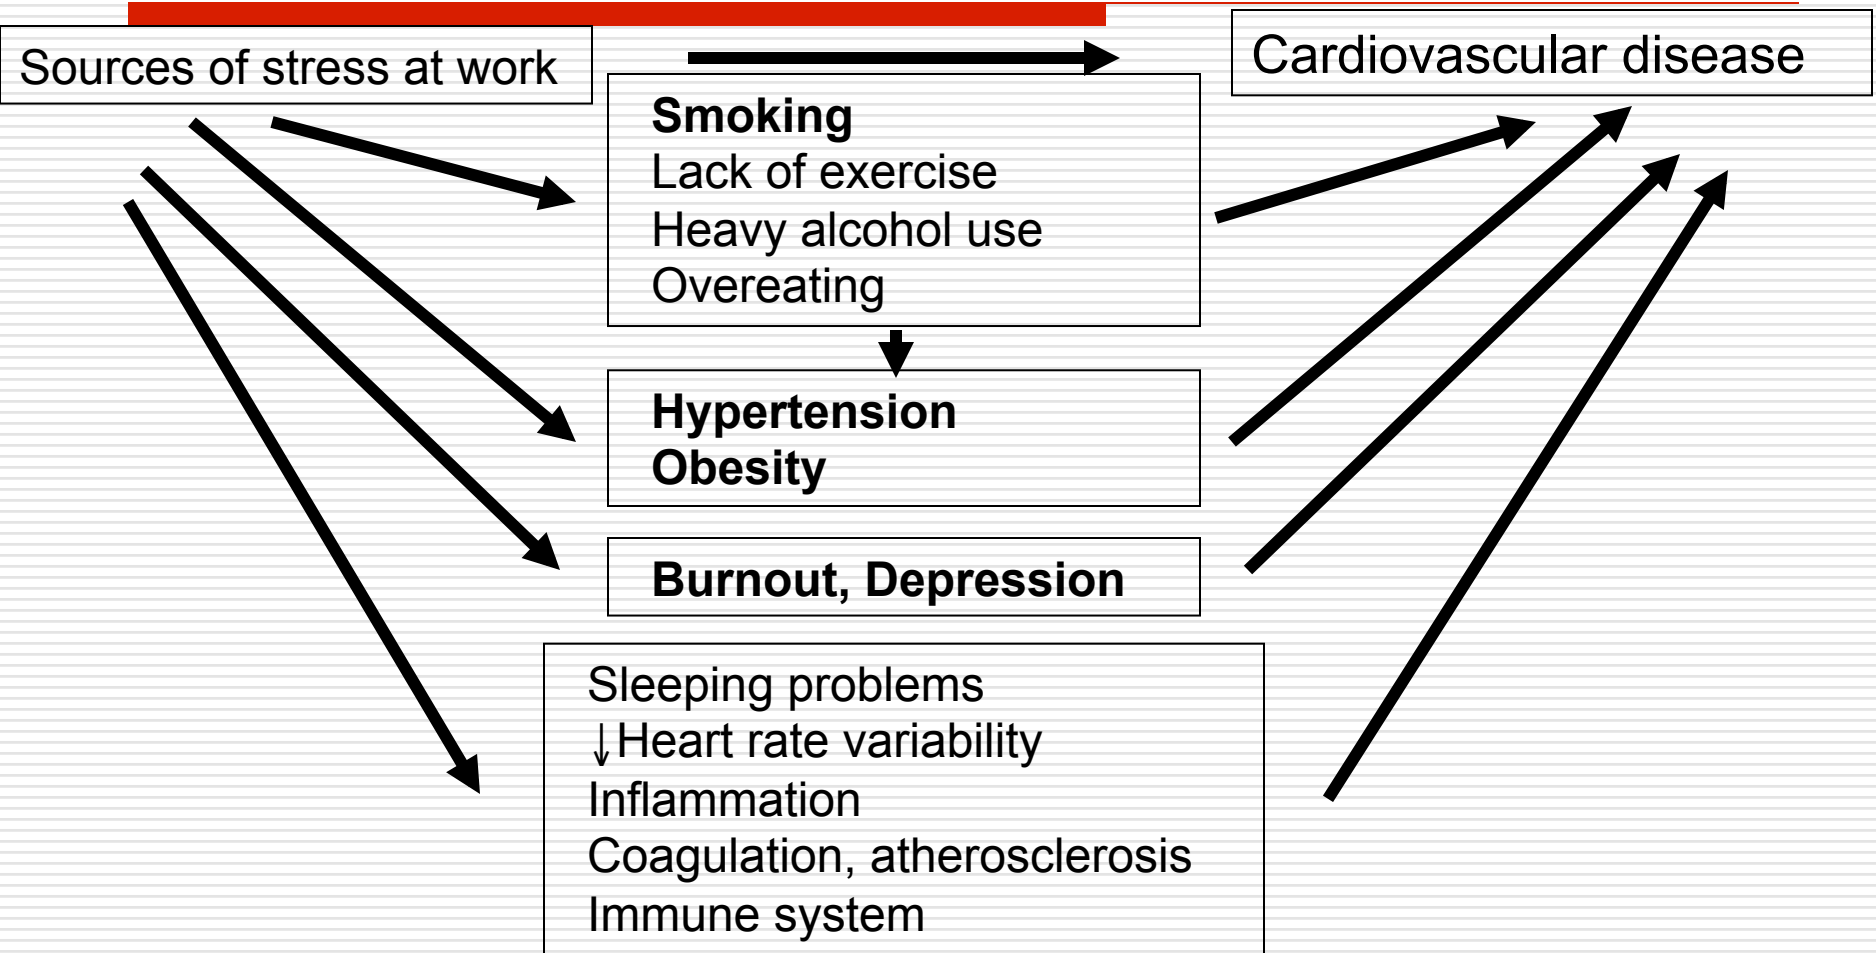 Sources of stress at work
Cardiovascular disease
Smoking
Lack of exercise
Heavy alcohol use
Overeating
Hypertension
Obesity
Burnout, Depression
Sleeping problems
↓Heart rate variability
Inflammation
Coagulation, atherosclerosis
Immune system